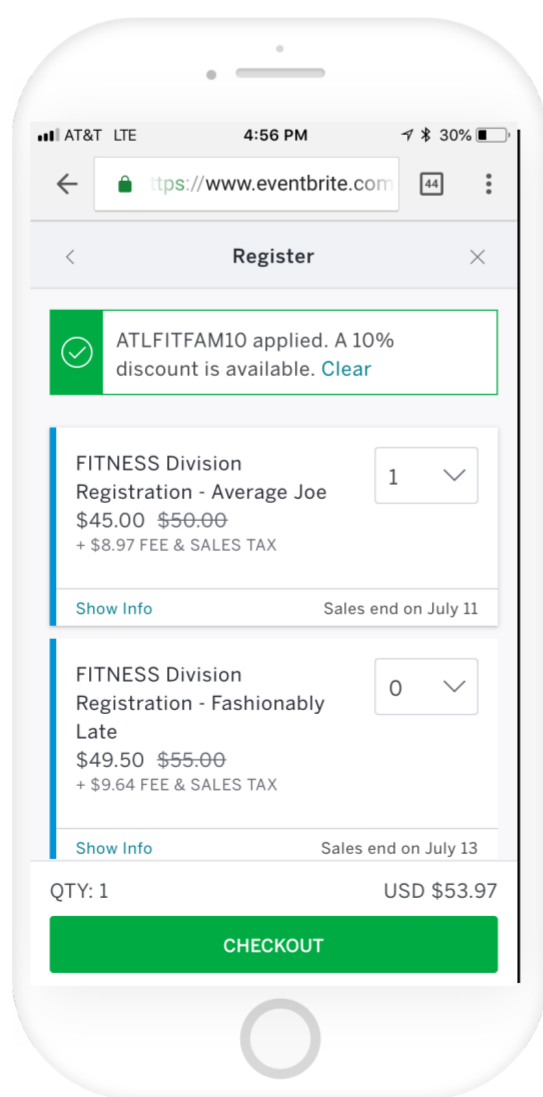 AT&T LTE 4:56 PM 30%
ttps://www.eventbrite.com 44
Register
ATLFITFAM10 applied. A 10%
discount is available. Clear
FITNESS Division
Registration - Average Joe
1
$45.00 $50.00
+ $8.97 FEE & SALES TAX
Show Info Sales end on July 11
FITNESS Division
Registration - Fashionably
Late
0
$49.50 $55.00
+ $9.64 FEE & SALES TAX
Show Info Sales end on July 13
QTY: 1 USD $53.97
CHECKOUT